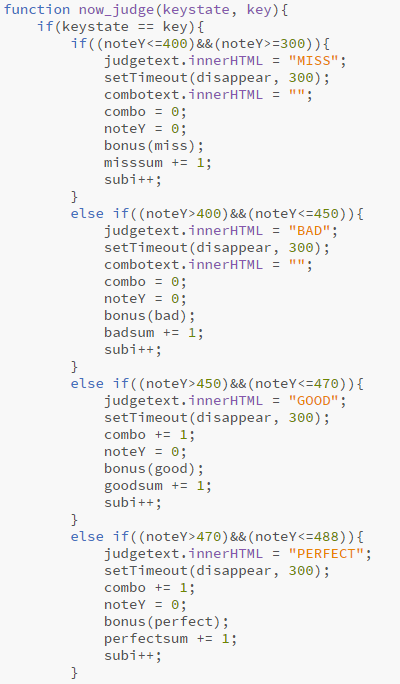 function now_judge(keystate, key){
if(keystate == key){
if((noteY<=400)&&(noteY>=300)){
judgetext.innerHTML = "MISS";
setTimeout(disappear, 300);
combotext.innerHTML = "";
combo = 0;
noteY = 0;
bonus(miss);
misssum += 1;
subi++;
}
else if((noteY>400)&&(noteY<=450)){
judgetext.innerHTML = "BAD";
setTimeout(disappear, 300);
combotext.innerHTML = "";
combo = 0;
noteY = 0;
bonus(bad);
badsum += 1;
subi++;
}
else if((noteY>450)&&(noteY<=470)){
judgetext.innerHTML = "GOOD";
setTimeout(disappear, 300);
combo += 1;
noteY = 0;
bonus(good);
goodsum += 1;
subi++;
}
else if((noteY>470)&&(noteY<=488)){
judgetext.innerHTML = "PERFECT";
setTimeout(disappear, 300);
combo += 1;
noteY = 0;
bonus(perfect);
perfectsum += 1;
subi++;
}